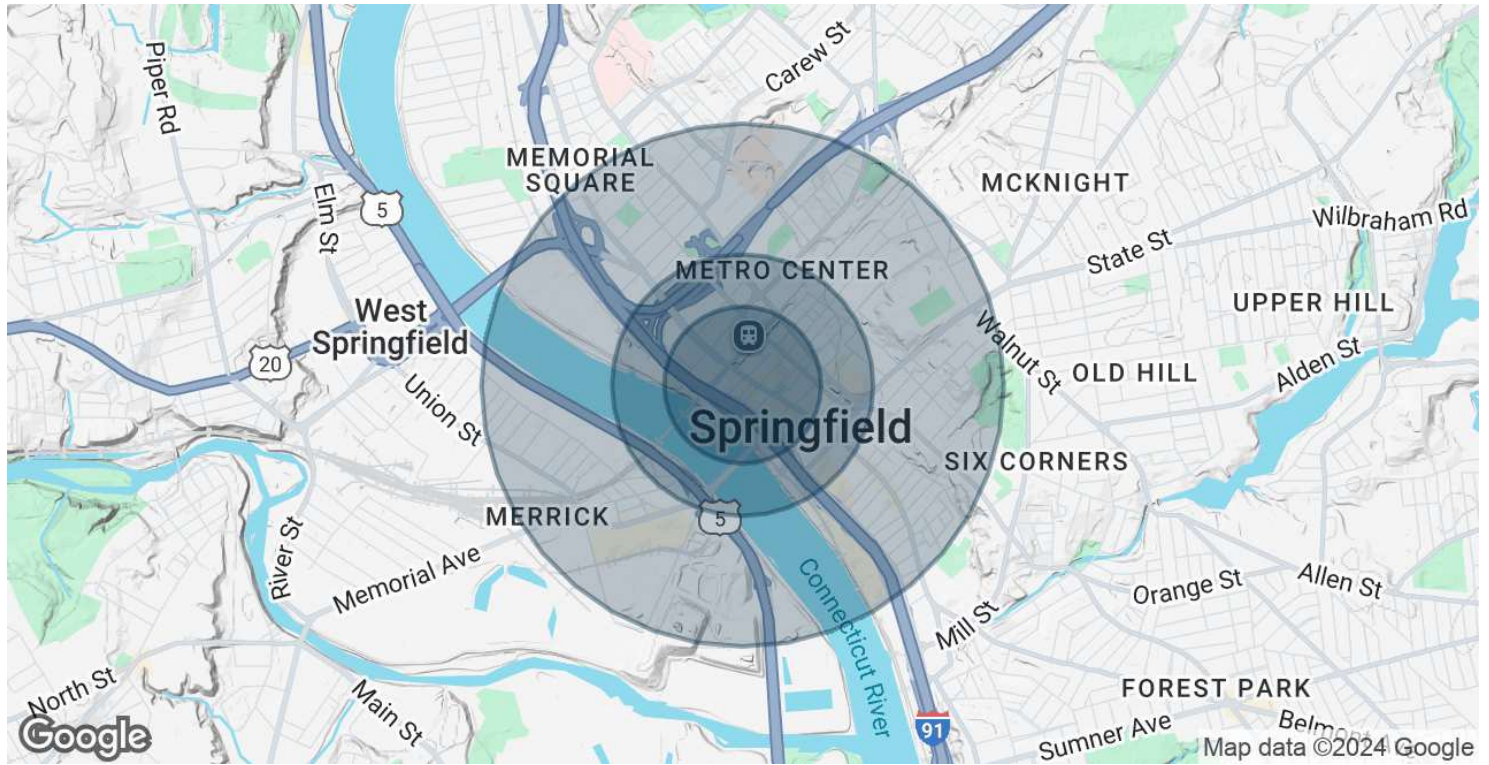 Piper Rd
Carew St
MEMORIAL
SQUARE
MCKNIGHT
Elm St
5
Wilbraham Rd
State St
METRO CENTER
UPPER HILL
West
Springfield
20
Walnut St
OLD HILL
Alden St
Union St
Springfield
SIX CORNERS
MERRICK
5
River St
Memorial Ave
Connecticut River
Orange St
Allen St
Mill St
North St
Main St
FOREST PARK
91
Sumner Ave
Belmont Ave
Google
Map data ©2024 Google